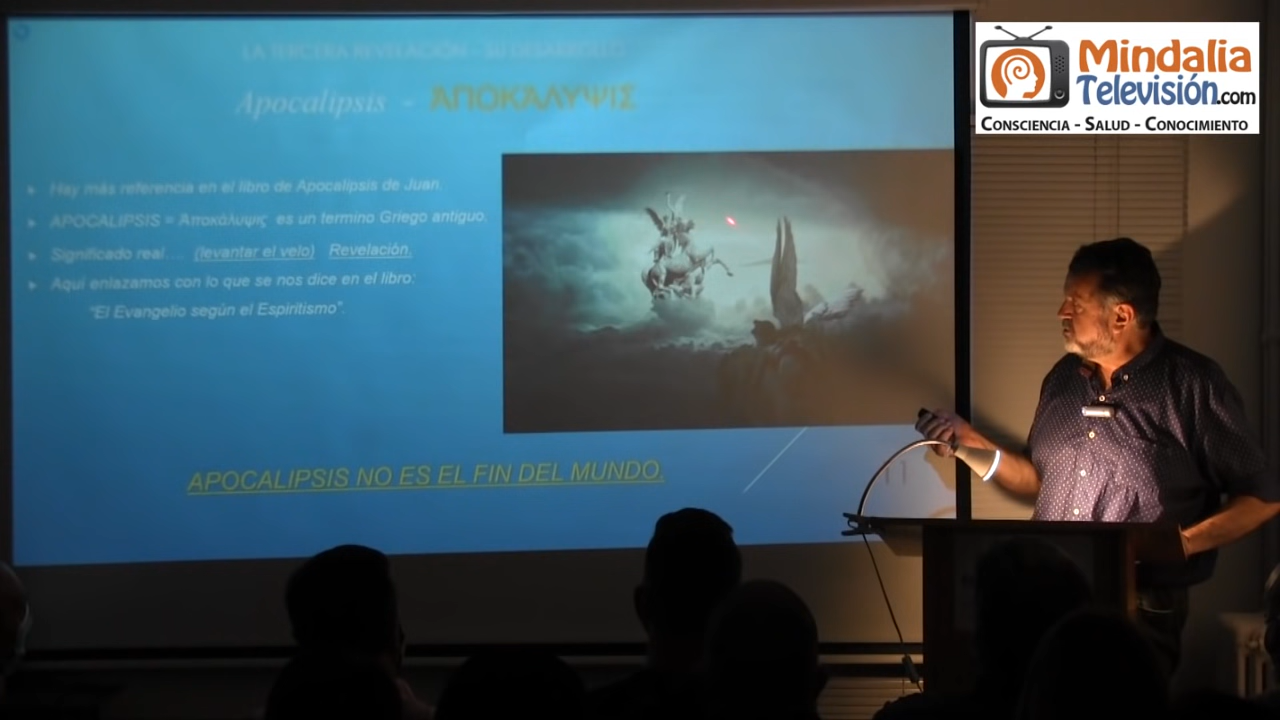 LA TERCERA REVELACIÓN - SU DESARROLLO
Apocalipsis - ἈΠΟΚΆΛΥΨΙΣ
Hay más referencia en el libro de Apocalipsis de Juan.
APOCALIPSIS = Ἀποκάλυψις es un termino Griego antiguo.
Significado real… (levantar el velo) Revelación.
Aquí enlazamos con lo que se nos dice en el libro:
"El Evangelio según el Espiritismo".
APOCALIPSIS NO ES EL FIN DEL MUNDO.
11
Mindalia
Televisión.com
CONSCIENCIA - SALUD - CONOCIMIENTO